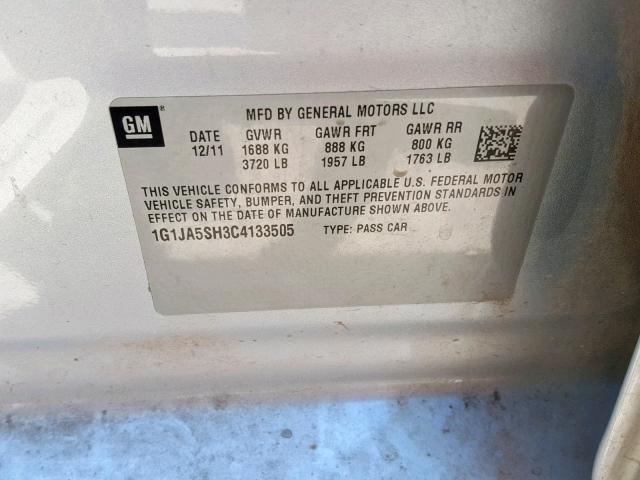 GM®
MFD BY GENERAL MOTORS LLC
DATE GVWR GAWR FRT GAWR RR
12/11 1688 KG 888 KG 800 KG
3720 LB 1957 LB 1763 LB
THIS VEHICLE CONFORMS TO ALL APPLICABLE U.S. FEDERAL MOTOR
VEHICLE SAFETY, BUMPER, AND THEFT PREVENTION STANDARDS IN
EFFECT ON THE DATE OF MANUFACTURE SHOWN ABOVE.
1G1JA5SH3C4133505 TYPE: PASS CAR